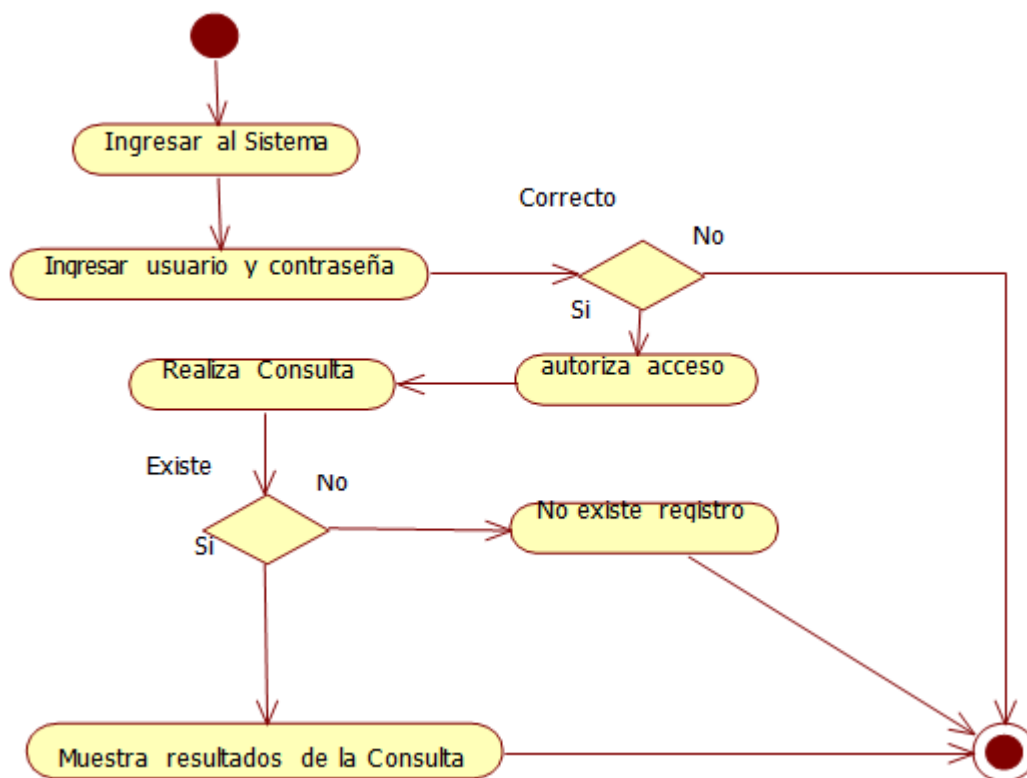 Ingresar al Sistema
Correcto
No
Ingresar usuario y contraseña
Si
Realiza Consulta
autoriza acceso
Existe
No
No existe registro
Si
Muestra resultados de la Consulta